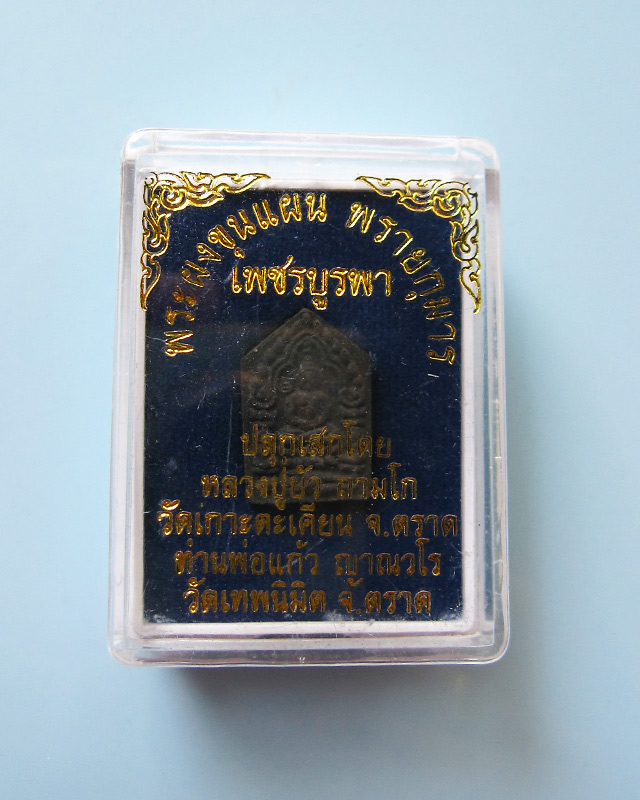 พระผงขุนแผน พรายกุมาร
เพชรบูรพา
ปลุกเสกโดย
หลวงปู่บัว ถามโก
วัดเกาะตะเคียน จ.ตราด
ท่านพ่อแก้ว ญาณวโร
วัดเทพนิมิต จ.ตราด